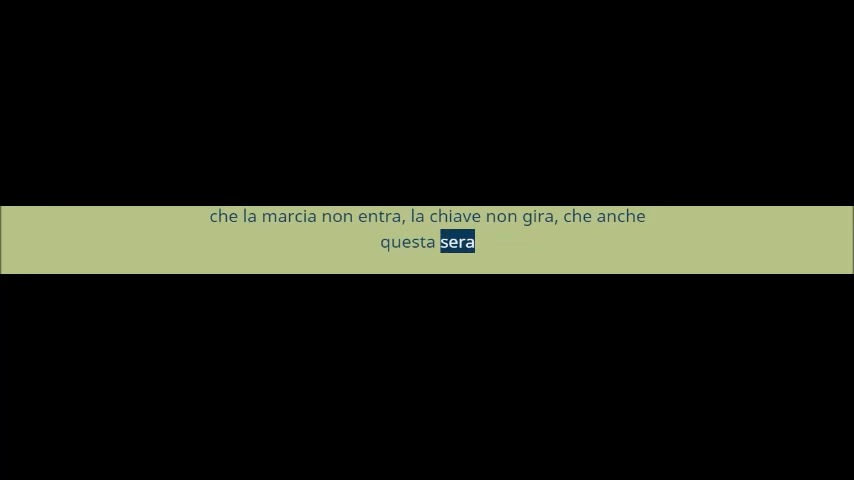 che la marcia non entra, la chiave non gira, che anche
questa sera